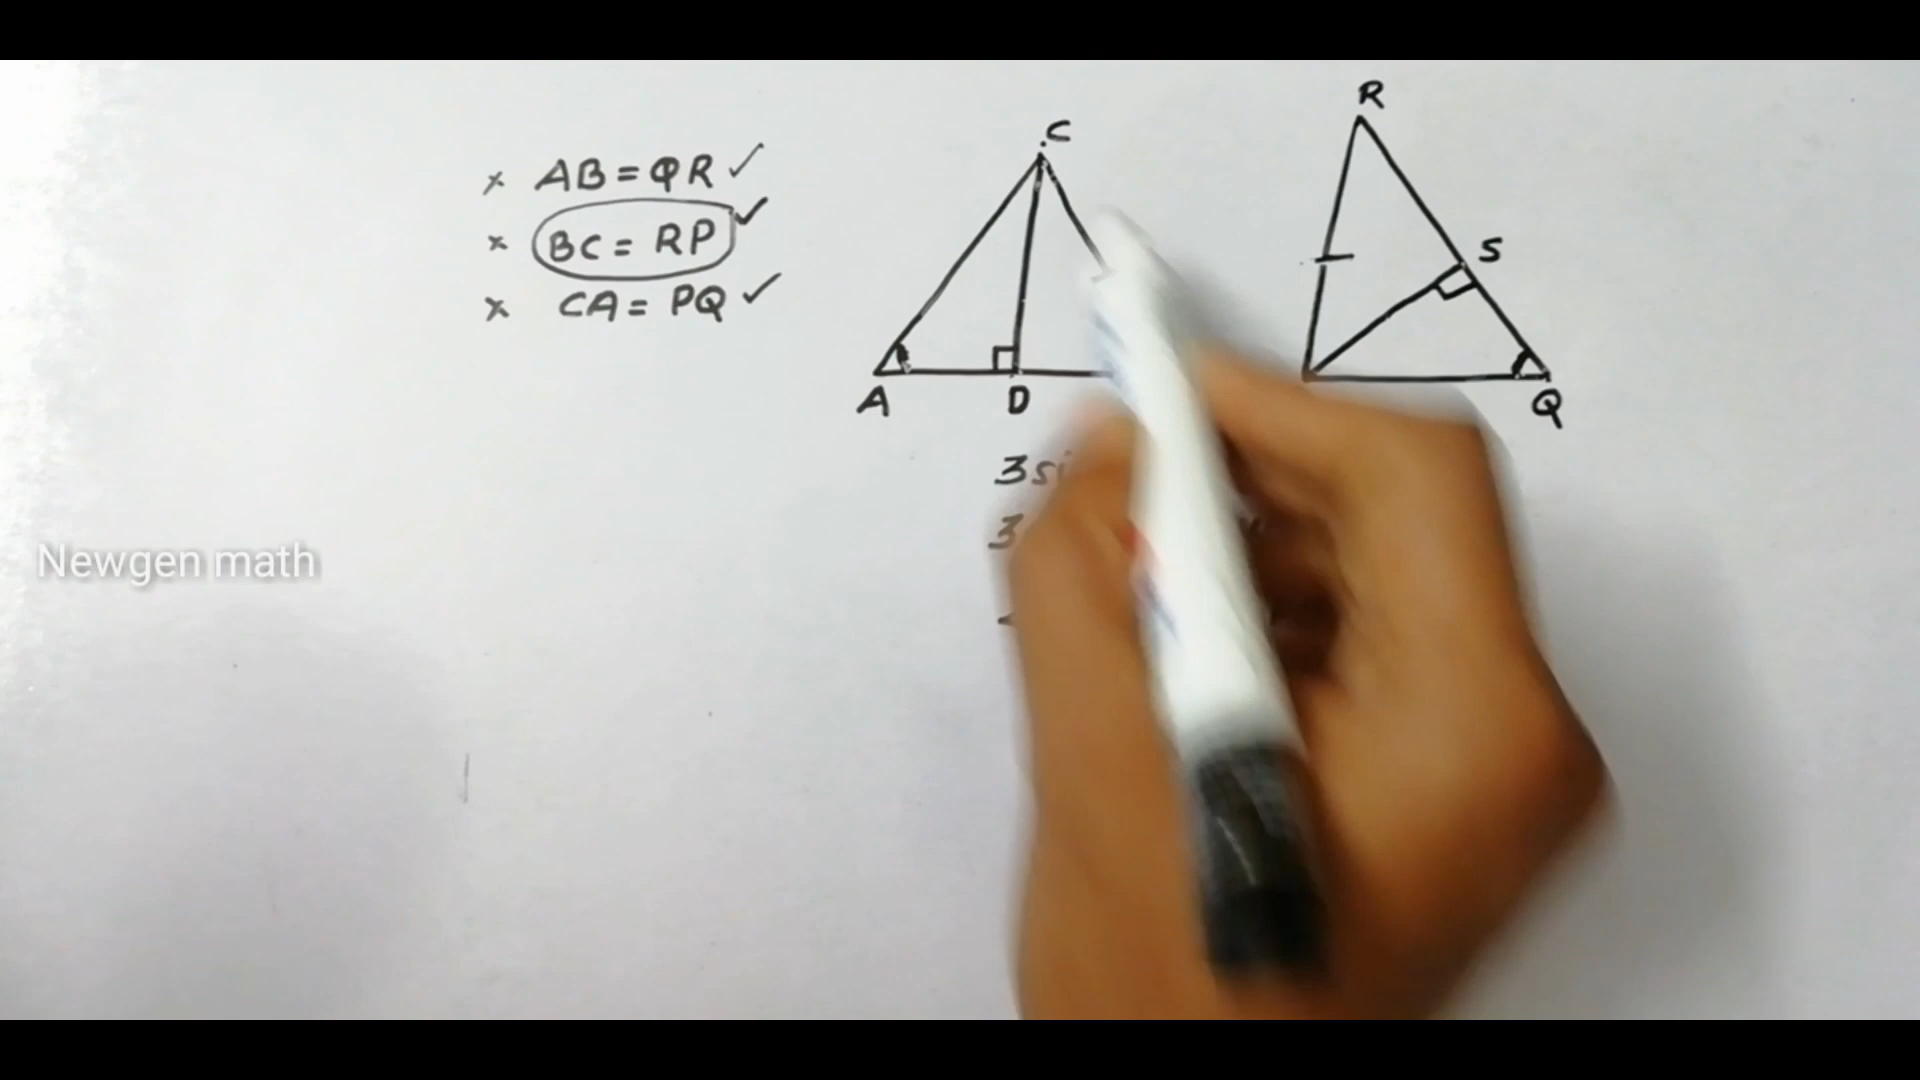 × AB = QR ✓
× BC = RP ✓
× CA = PQ ✓
C
A
D
R
S
Q
Newgen math